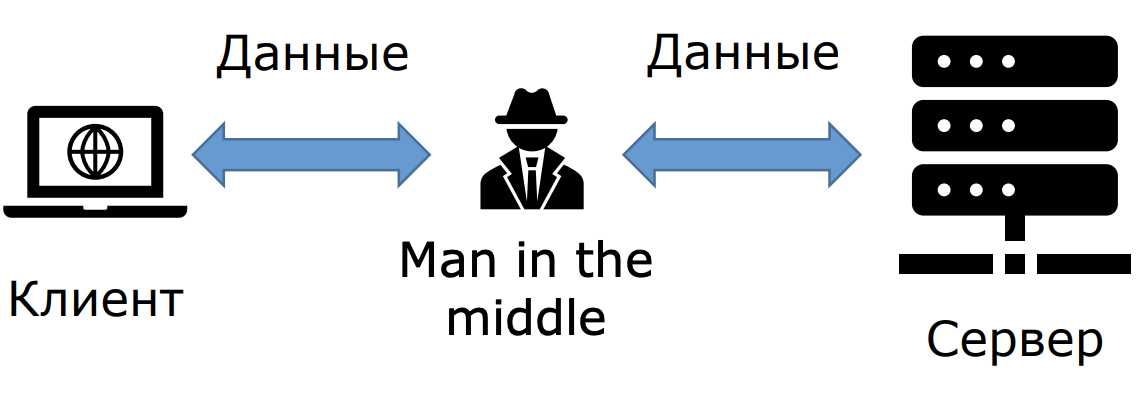 Данные
Данные
Man in the
middle
Клиент
Сервер